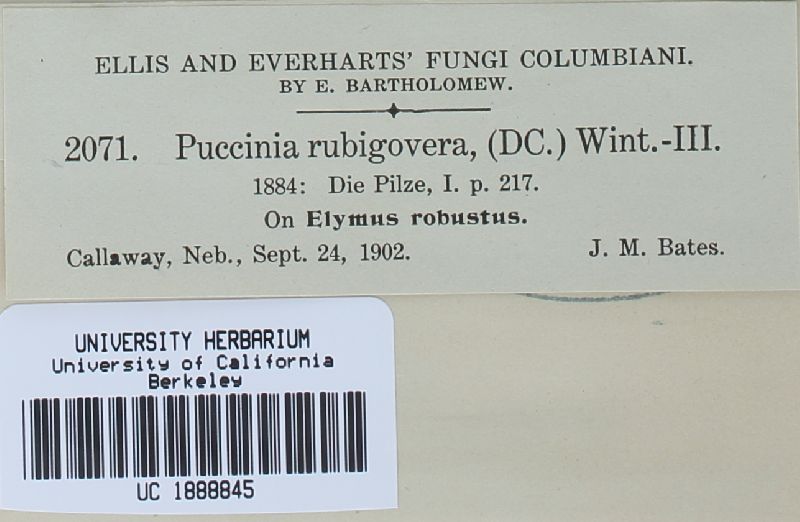 ELLIS AND EVERHARTS' FUNGI COLUMBIANI.
BY E. BARTHOLOMEW.
2071. Puccinia rubigovera, (DC.) Wint.-III.
1884: Die Pilze, I. p. 217.
On Elymus robustus.
Callaway, Neb., Sept. 24, 1902. J. M. Bates.
UNIVERSITY HERBARIUM
University of California
Berkeley
UC 1888845